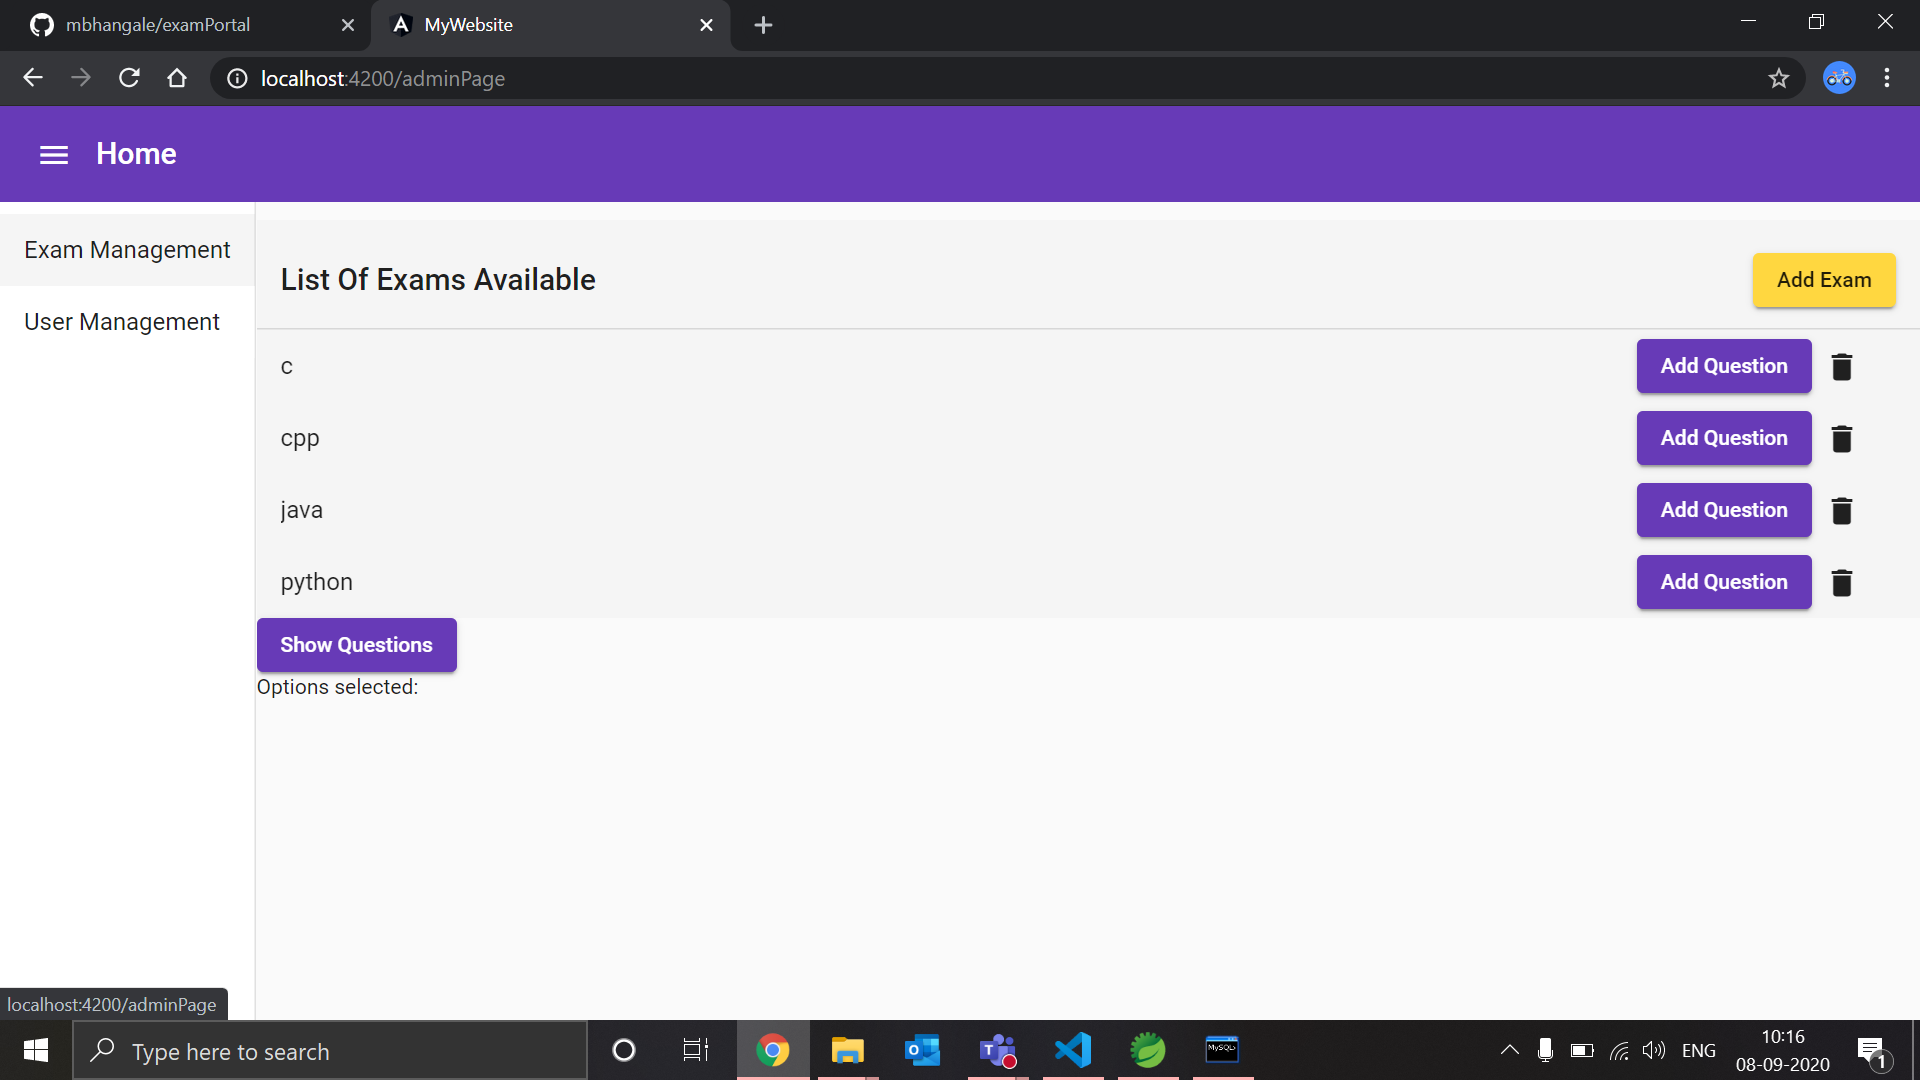 mbhangale/examPortal
MyWebsite
localhost:4200/adminPage
Home
Exam Management
User Management
List Of Exams Available
Add Exam
c
Add Question
cpp
Add Question
java
Add Question
python
Add Question
Show Questions
Options selected:
localhost:4200/adminPage
Type here to search
MySQL>
ENG
10:16
08-09-2020
1